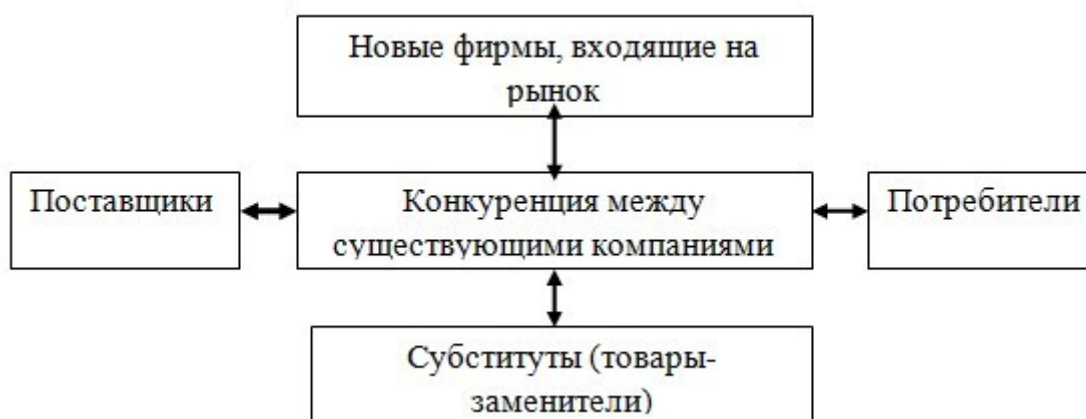 Новые фирмы, входящие на
рынок
Поставщики
Конкуренция между
существующими компаниями
Потребители
Субституты (товары-
заменители)